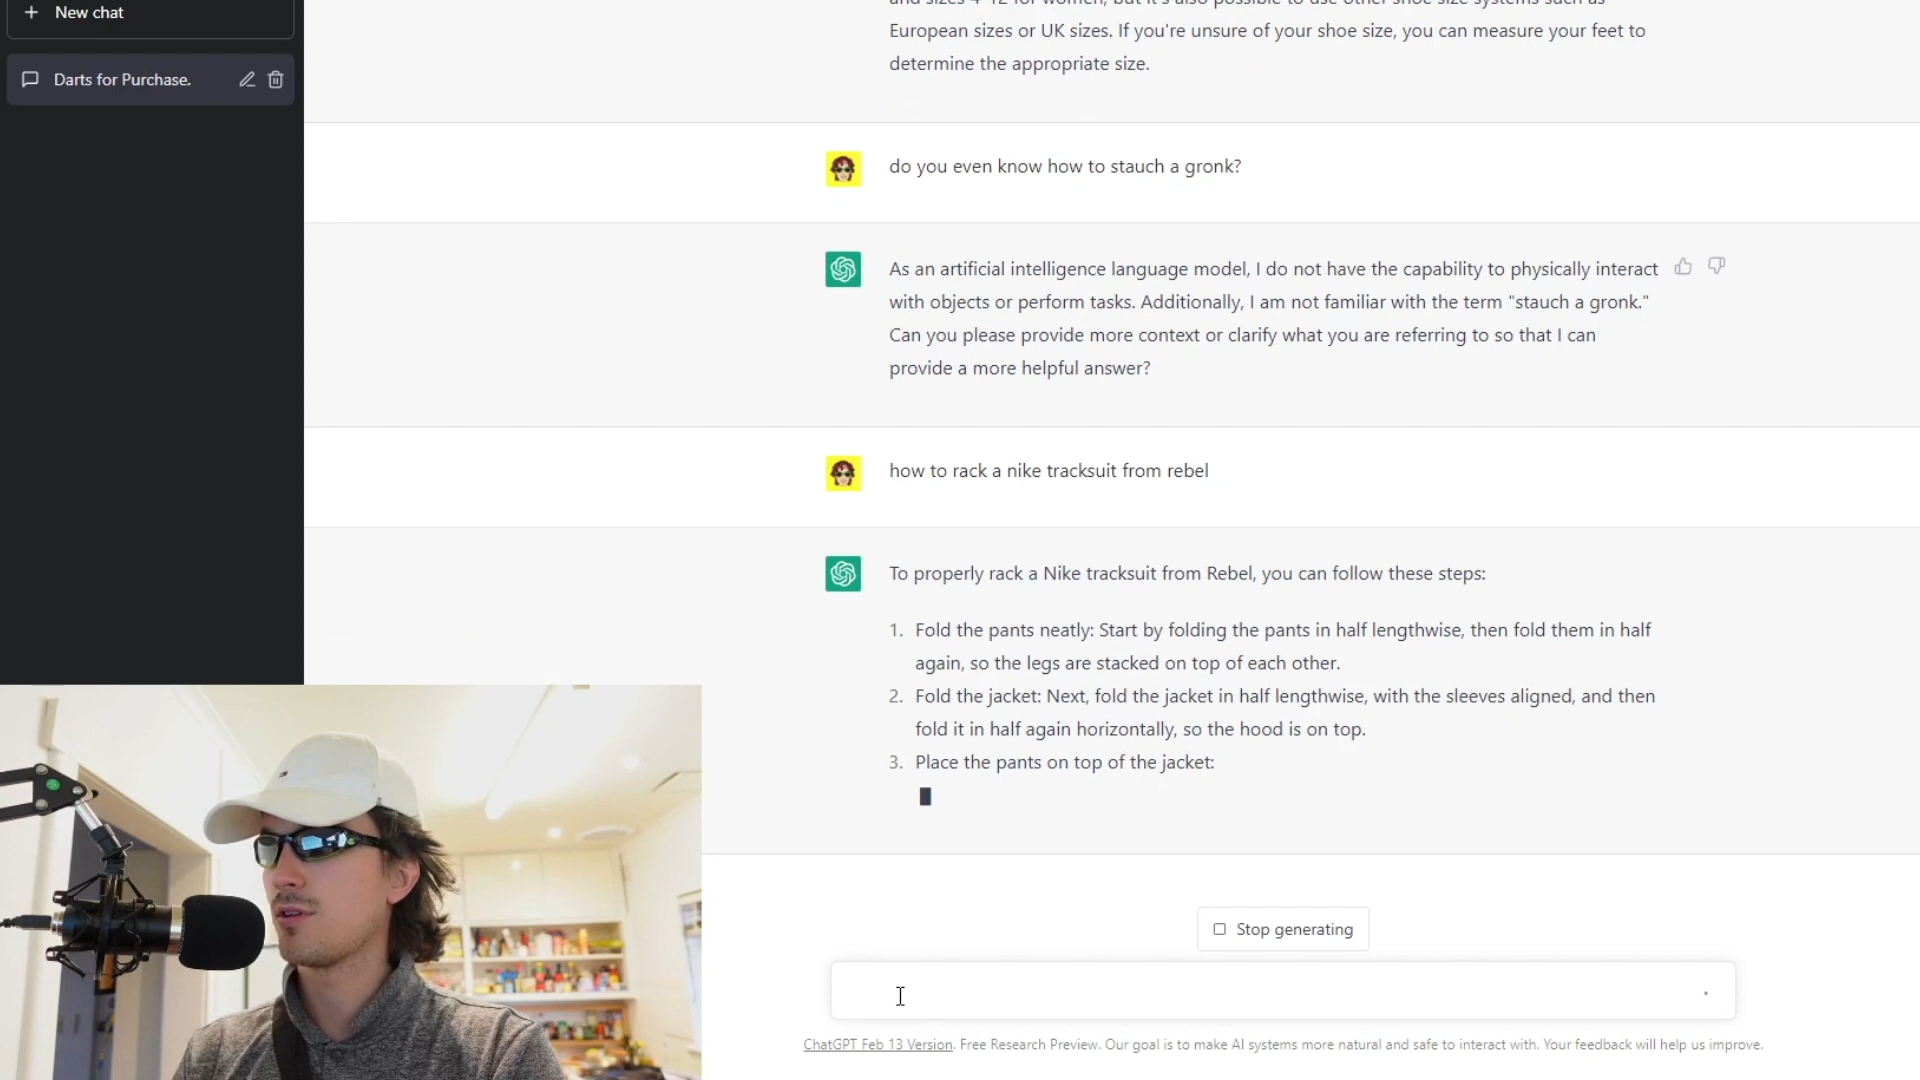 New chat
Darts for Purchase.
European sizes or UK sizes. If you're unsure of your shoe size, you can measure your feet to
determine the appropriate size.
do you even know how to stauch a gronk?
As an artificial intelligence language model, I do not have the capability to physically interact
with objects or perform tasks. Additionally, I am not familiar with the term "stauch a gronk."
Can you please provide more context or clarify what you are referring to so that I can
provide a more helpful answer?
how to rack a nike tracksuit from rebel
To properly rack a Nike tracksuit from Rebel, you can follow these steps:
1. Fold the pants neatly: Start by folding the pants in half lengthwise, then fold them in half
again, so the legs are stacked on top of each other.
2. Fold the jacket: Next, fold the jacket in half lengthwise, with the sleeves aligned, and then
fold it in half again horizontally, so the hood is on top.
3. Place the pants on top of the jacket:
Stop generating
ChatGPT Feb 13 Version. Free Research Preview. Our goal is to make AI systems more natural and safe to interact with. Your feedback will help us improve.